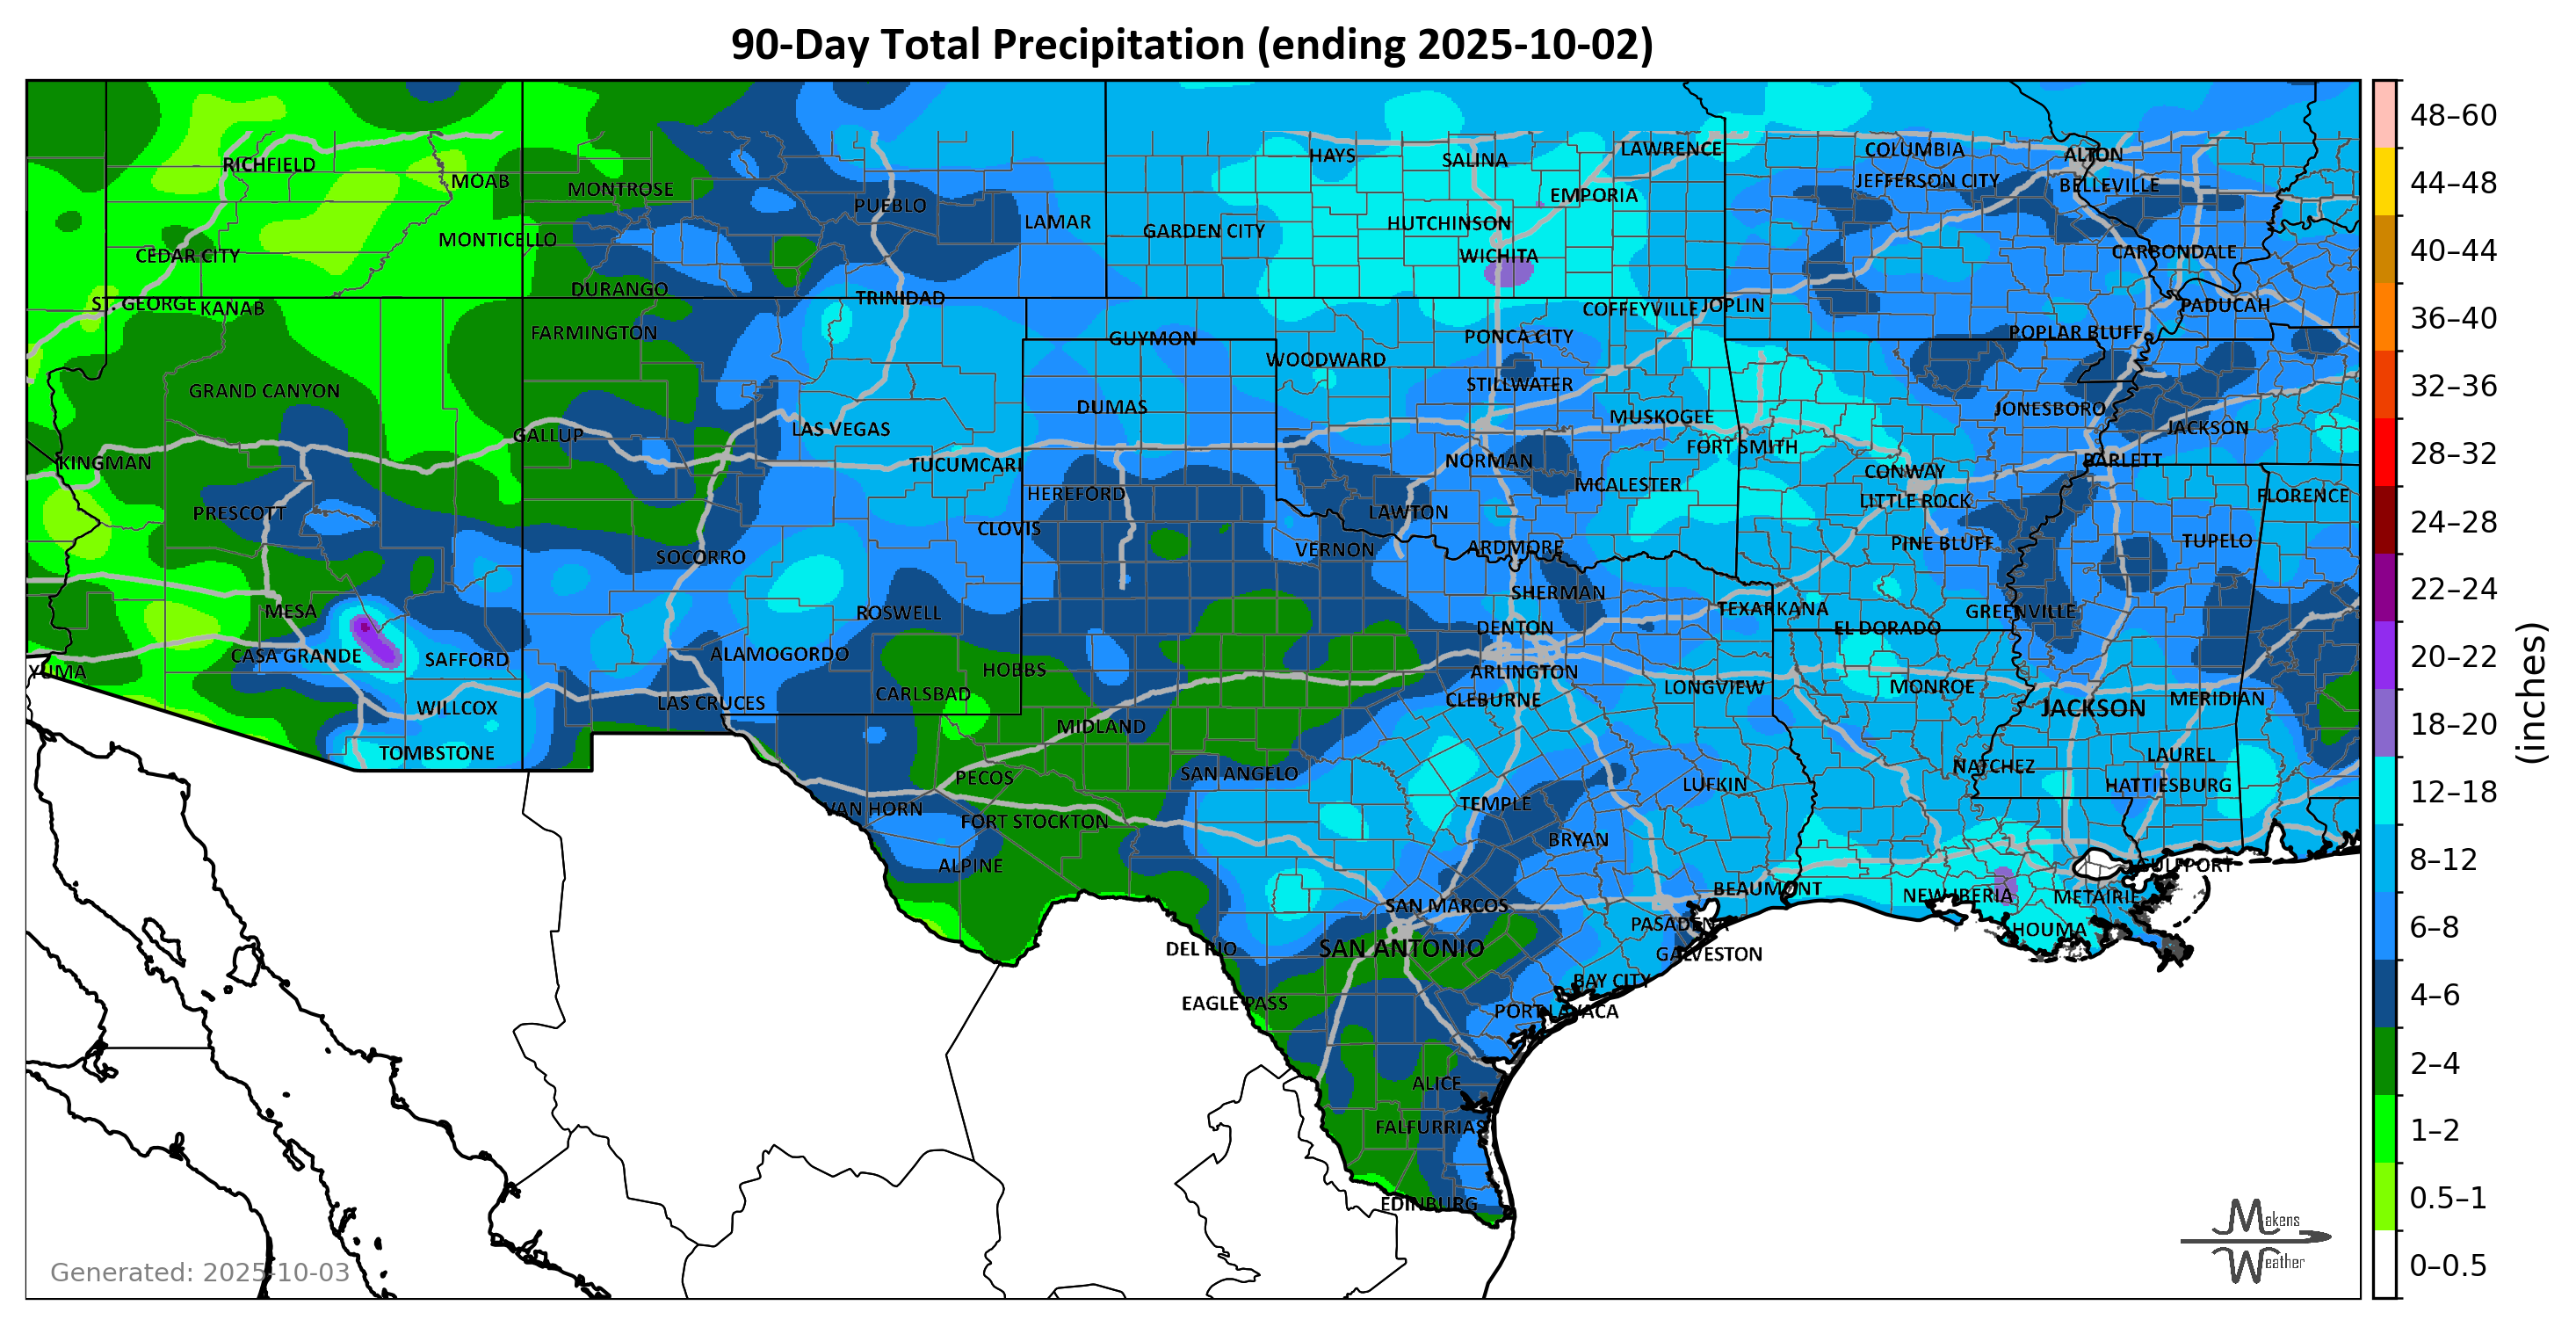 90-Day Total Precipitation (ending 2025-10-02)
HAYS
SALINA
LAWRENCE
COLUMBIA
ALTON
RICHFIELD
MOAB
MONTROSE
JEFFERSON CITY
BELLEVILLE
EMPORIA
PUEBLO
LAMAR
GARDEN CITY
HUTCHINSON
MONTICELLO
CEDAR CITY
WICHITA
CARBONDALE
DURANGO
TRINIDAD
ST. GEORGE
KANAB
COFFEYVILLE
JOPLIN
PADUCAH
FARMINGTON
GUYMON
PONCA CITY
POPLAR BLUFF
WOODWARD
STILLWATER
GRAND CANYON
DUMAS
MUSKOGEE
JONESBORO
GALLUP
LAS VEGAS
JACKSON
KINGMAN
TUCUMCARI
NORMAN
FORT SMITH
BARLETT
CONWAY
HEREFORD
MCALESTER
LITTLE ROCK
FLORENCE
PRESCOTT
CLOVIS
LAWTON
SOCORRO
VERNON
ARDMORE
PINE BLUFF
TUPELO
MESA
ROSWELL
SHERMAN
TEXARKANA
GREENVILLE
DENTON
EL DORADO
CASA GRANDE
SAFFORD
ALAMOGORDO
YUMA
HOBBS
ARLINGTON
CARLSBAD
CLEBURNE
LONGVIEW
MONROE
MERIDIAN
WILLCOX
LAS CRUCES
JACKSON
MIDLAND
TOMBSTONE
LAUREL
PECOS
SAN ANGELO
NATCHEZ
LUFKIN
HATTIESBURG
VAN HORN
TEMPLE
FORT STOCKTON
BRYAN
ALPINE
GULFPORT
BEAUMONT
NEW IBERIA
METAIRIE
SAN MARCOS
PASADENA
HOUMA
DEL RIO
SAN ANTONIO
GALVESTON
BAY CITY
EAGLE PASS
PORT LAVACA
ALICE
FALFURRIAS
EDINBURG
48–60
44–48
40–44
36–40
32–36
28–32
24–28
22–24
20–22
18–20
12–18
8–12
6–8
4–6
2–4
1–2
0.5–1
0–0.5
(inches)
Makens
Weather
Generated: 2025-10-03